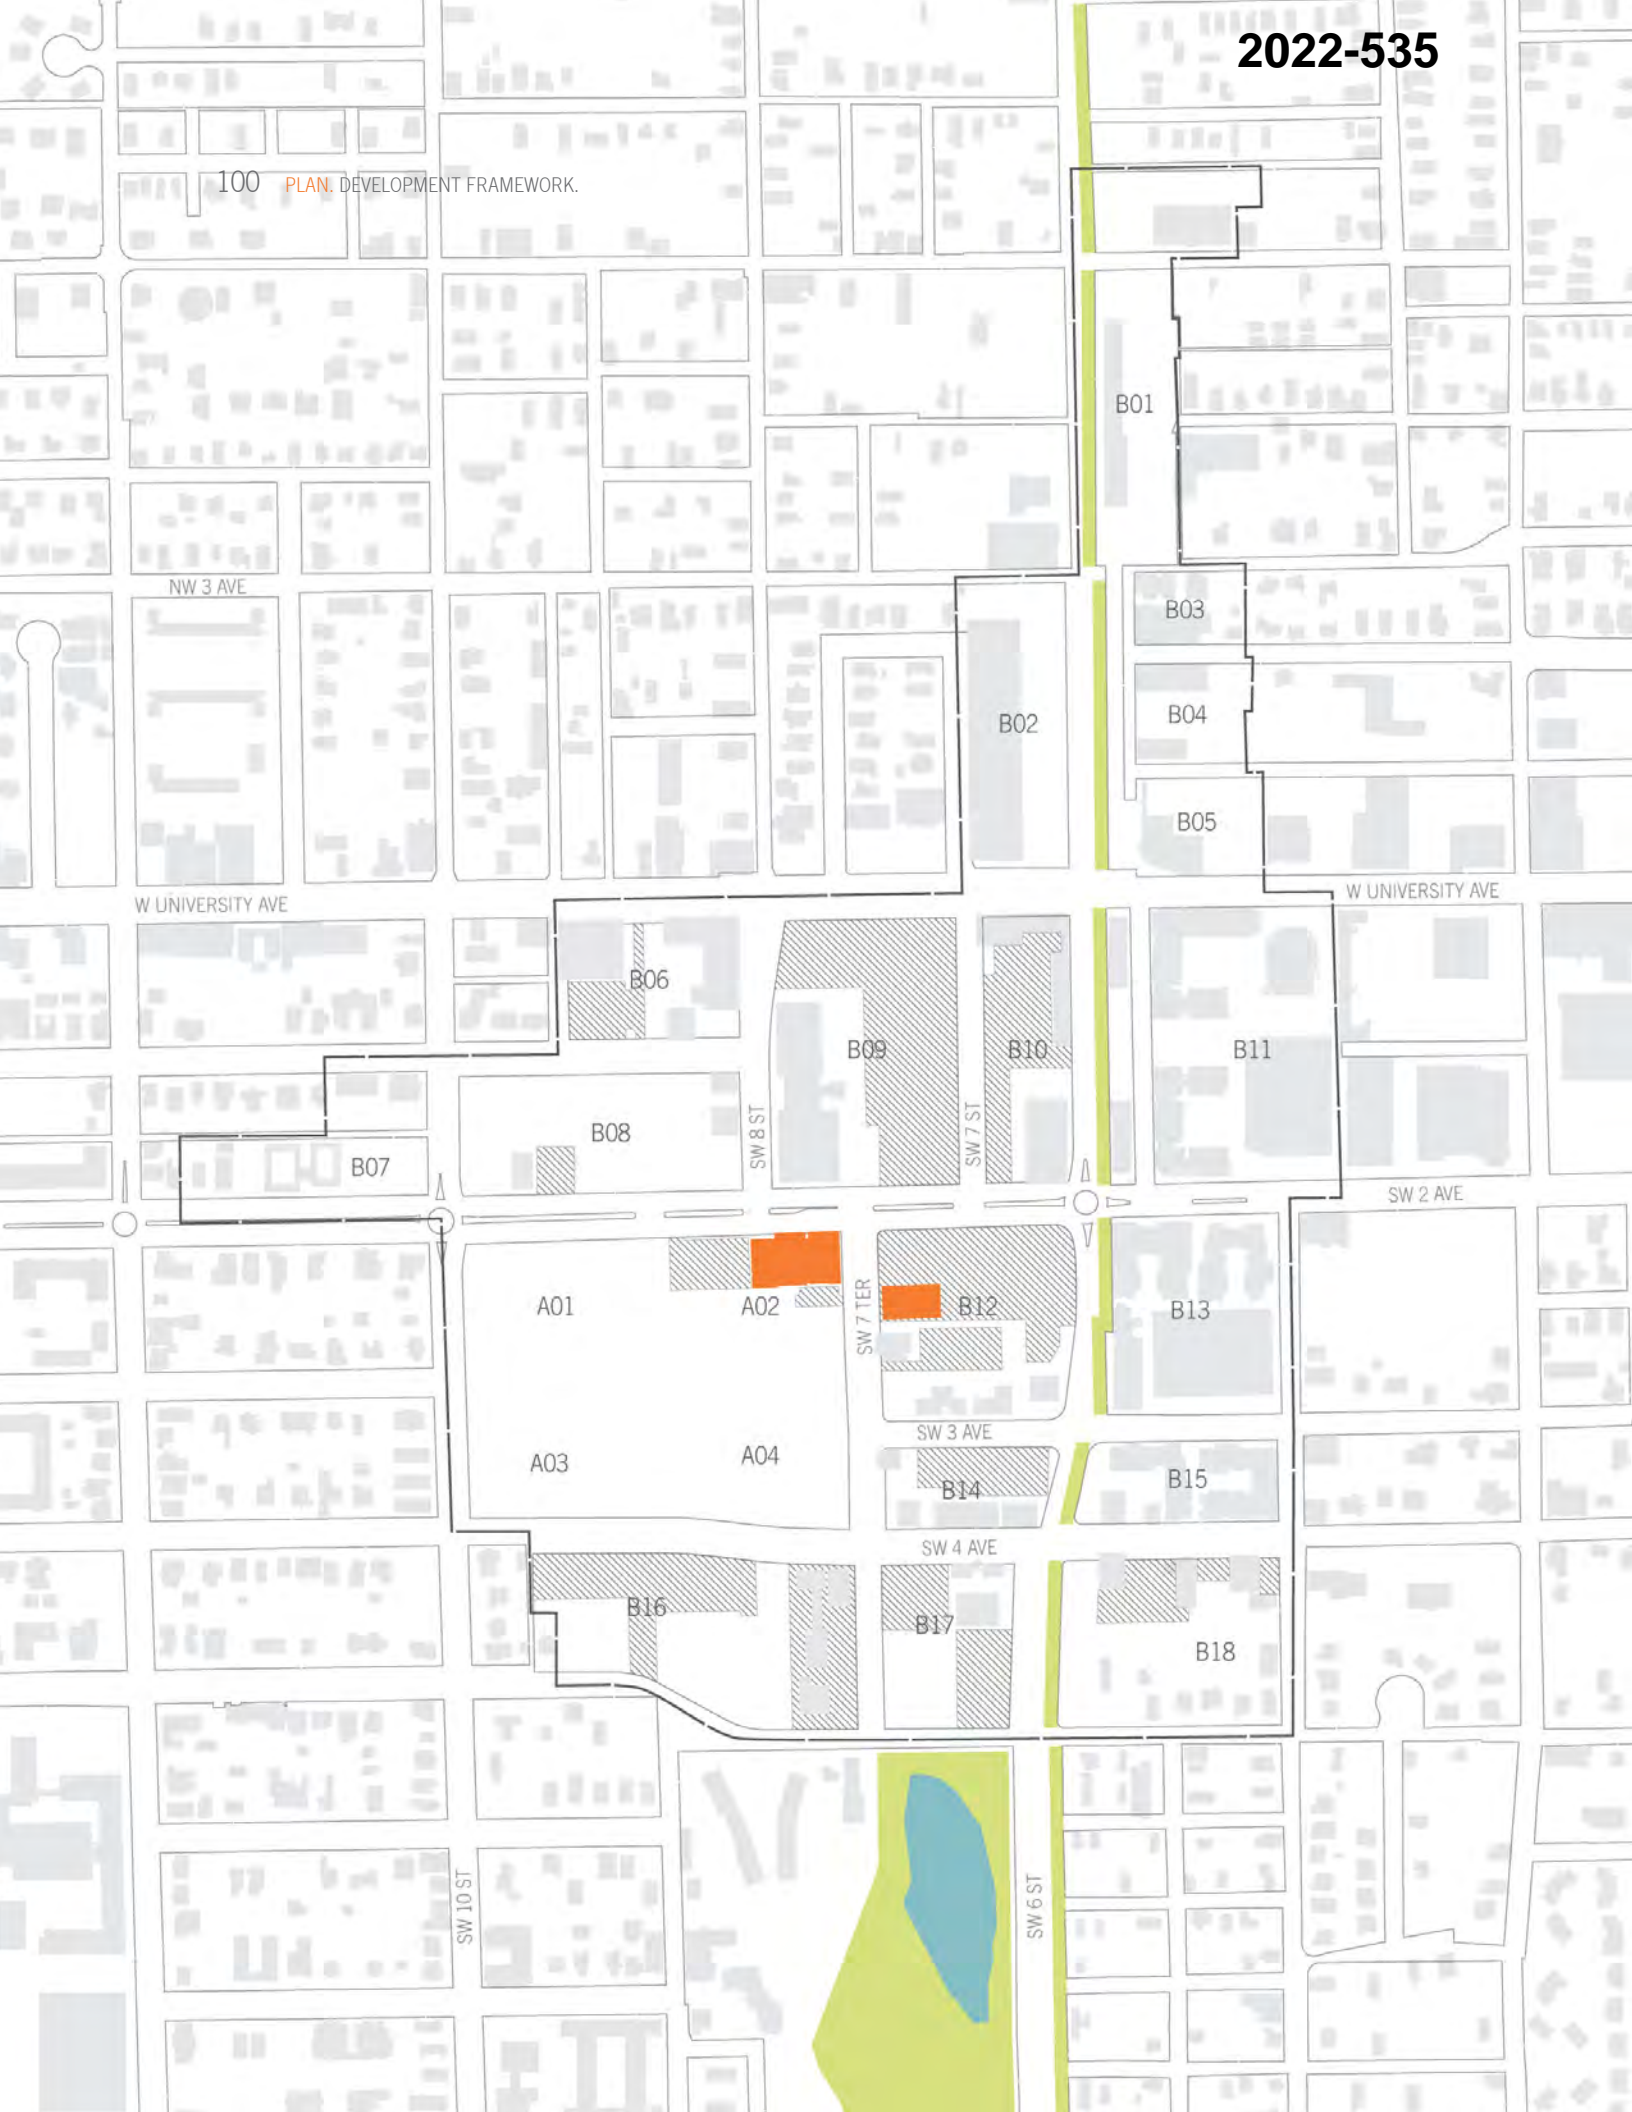 2022-535
100 PLAN. DEVELOPMENT FRAMEWORK.
B01
NW 3 AVE
B03
B04
B02
B05
W UNIVERSITY AVE
W UNIVERSITY AVE
B06
B09
B10
B11
SW 8 ST
SW 7 ST
B08
B07
SW 2 AVE
A01
A02
SW 7 TER
B12
B13
SW 3 AVE
A03
A04
B14
B15
SW 4 AVE
B16
B17
B18
SW 10 ST
SW 6 ST